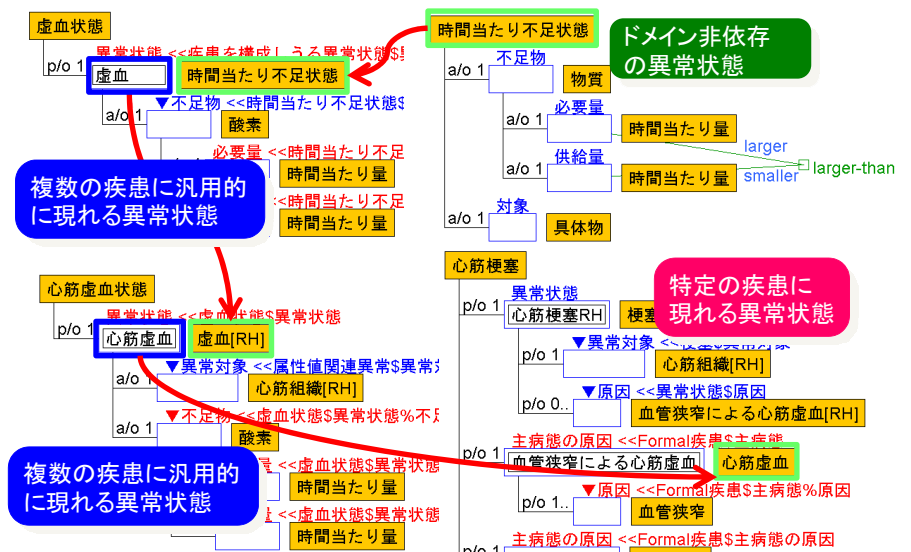 虚血状態
異常状態 <<疾患を構成しうる異常状態$異
p/o 1
虚血
時間当たり不足状態
▼不足物 <<時間当たり不足状態$
a/o 1
酸素
必要量 <<時間当たり不足
時間当たり量
<<時間当たり不足
時間当たり量
複数の疾患に汎用的
に現れる異常状態
時間当たり不足状態
ドメイン非依存
の異常状態
不足物
a/o 1
物質
必要量
a/o 1
時間当たり量
larger
供給量
larger-than
a/o 1
時間当たり量
smaller
対象
a/o 1
具体物
心筋虚血状態
異常状態 <<虚血状態$異常状態
p/o 1
心筋虚血
虚血[RH]
▼異常対象 <<属性値関連異常$異常対
a/o 1
心筋組織[RH]
▼不足物 <<虚血状態$異常状態%不足
a/o 1
酸素
量 <<虚血状態$異常状態
時間当たり量
量 <<虚血状態$異常状態
時間当たり量
複数の疾患に汎用的
に現れる異常状態
心筋梗塞
異常状態
p/o 1
心筋梗塞RH
特定の疾患に
現れる異常状態
▼異常対象
p/o 1
心筋組織[RH]
▼原因 <<異常状態$原因
p/o 0..
血管狭窄による心筋虚血[RH]
主病態の原因 <<Formal疾患$主病態
p/o 1
血管狭窄による心筋虚血
心筋虚血
▼原因 <<Formal疾患$主病態%原因
p/o 1..
血管狭窄
主病態の原因 <<Formal疾患$主病態の原因
p/o 1